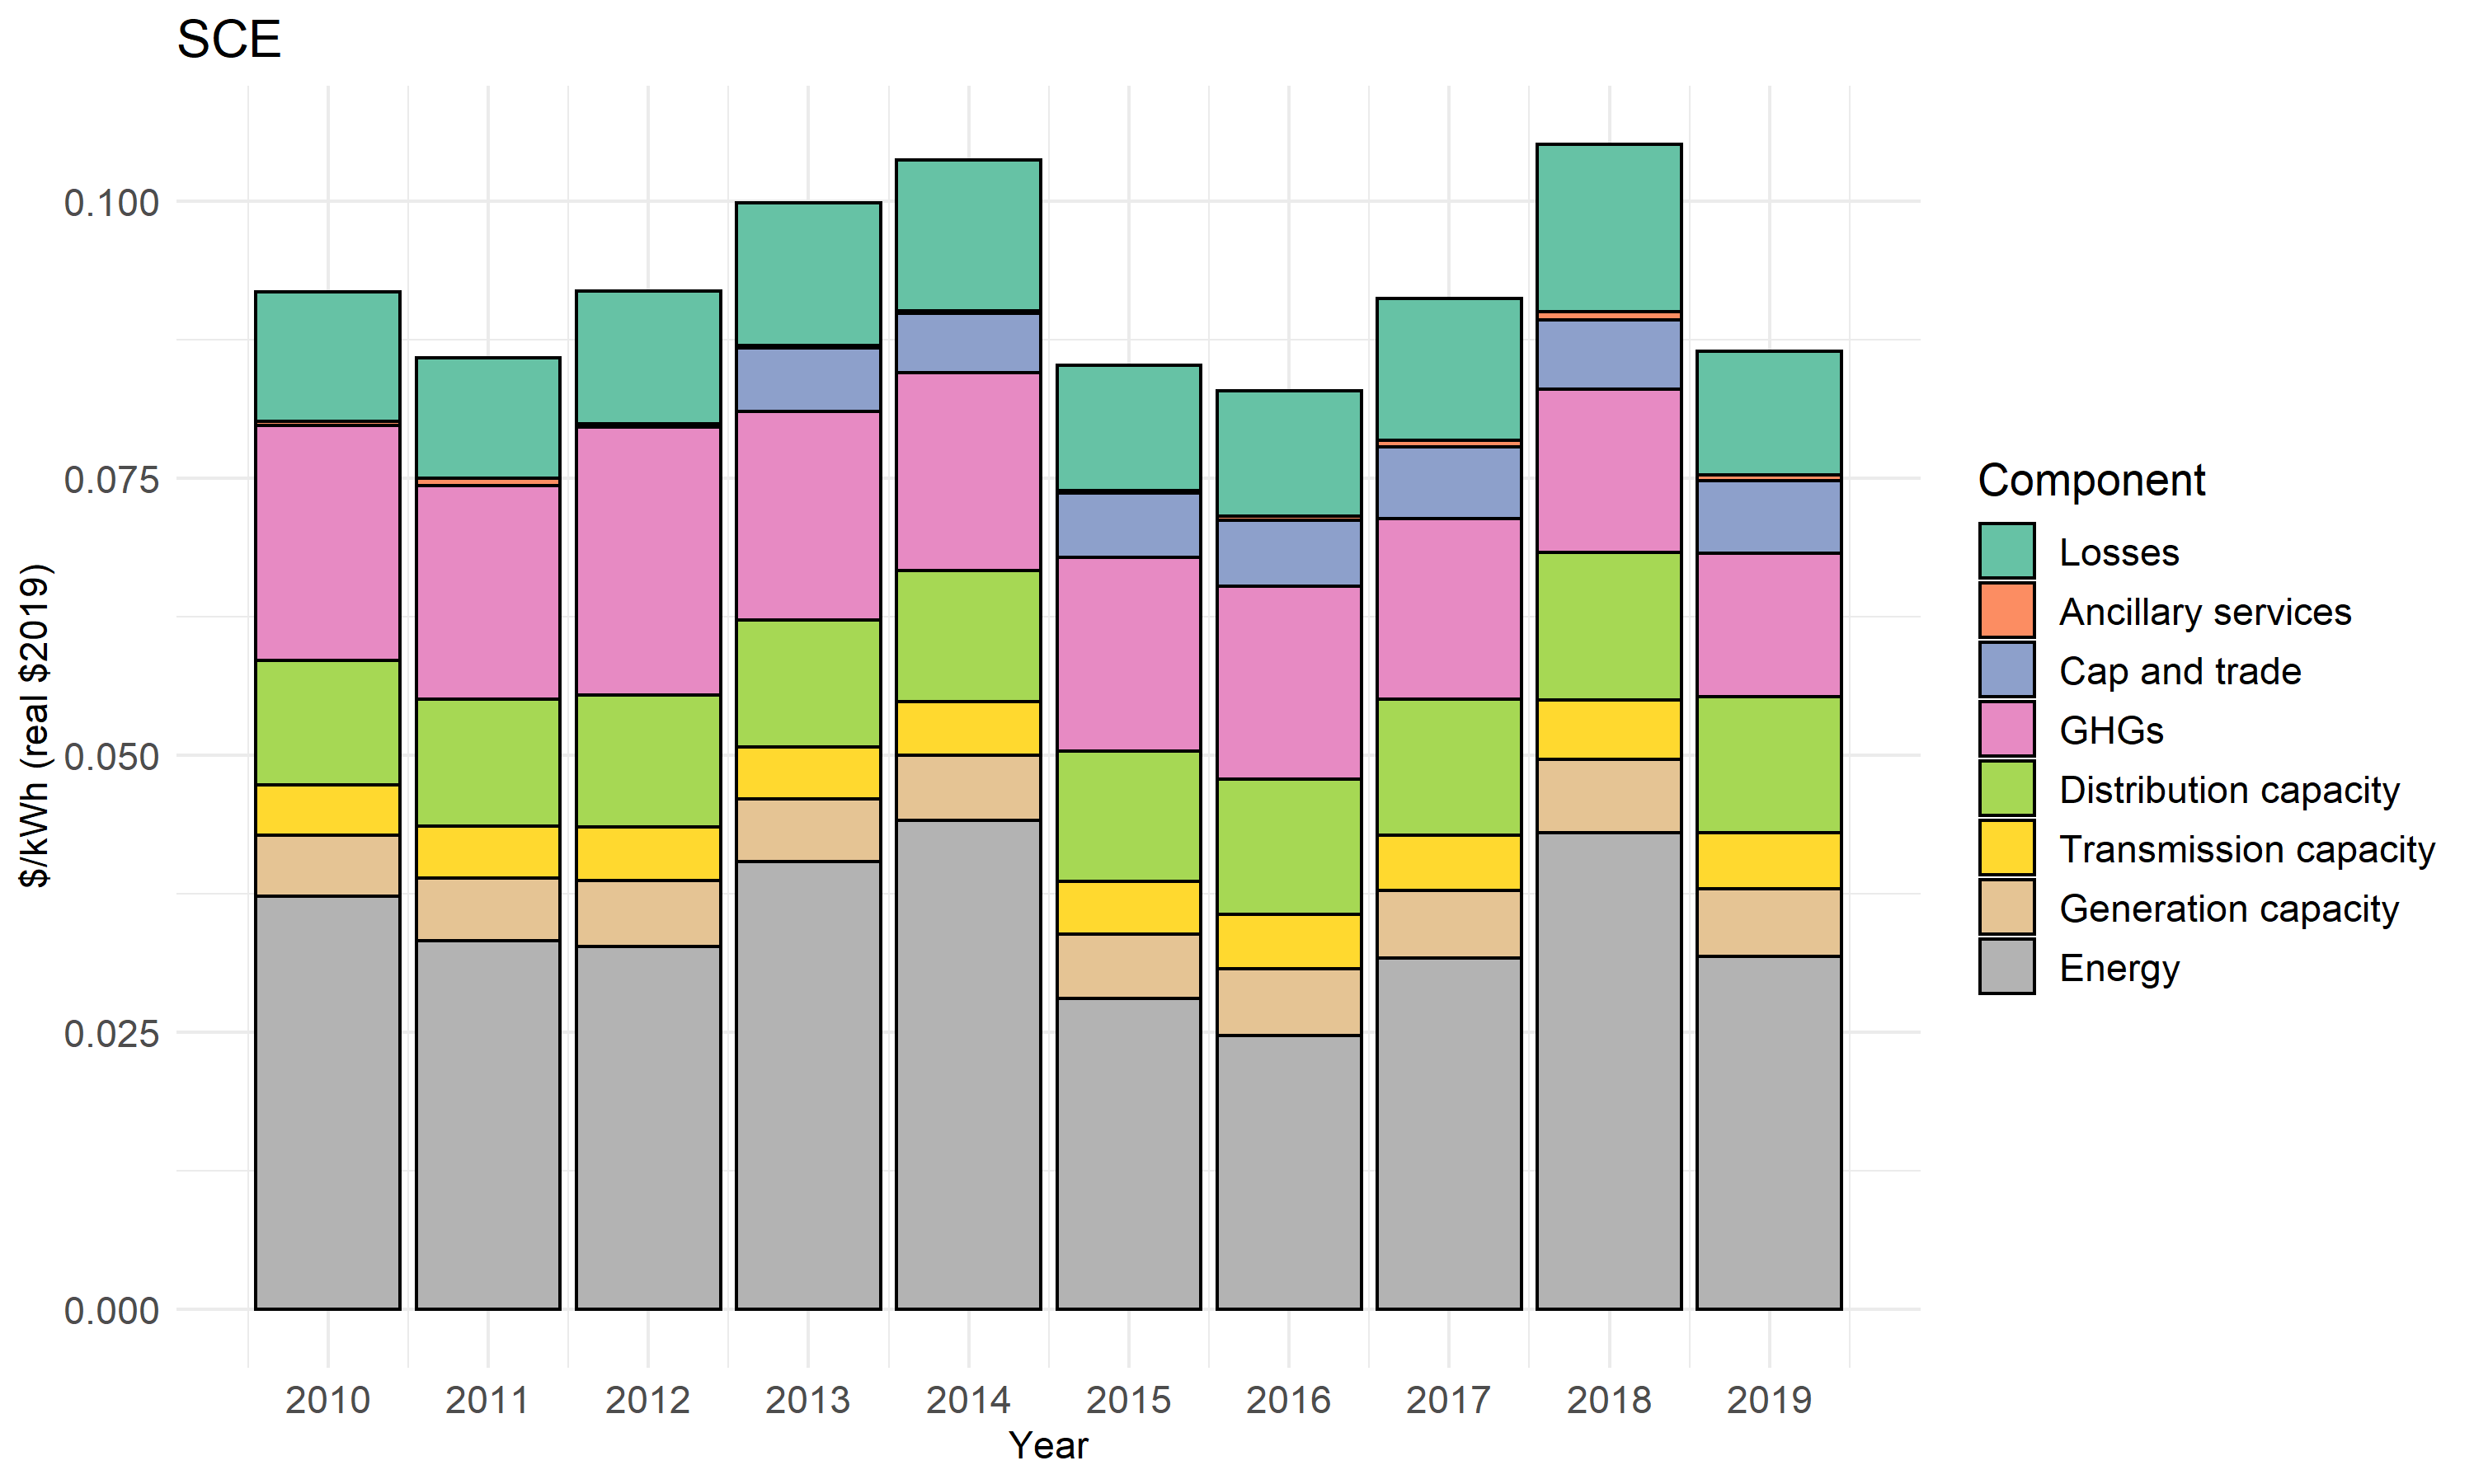 SCE
$/kWh (real $2019)
0.100
0.075
0.050
0.025
0.000
2010 2011 2012 2013 2014 2015 2016 2017 2018 2019
Year
Component
Losses
Ancillary services
Cap and trade
GHGs
Distribution capacity
Transmission capacity
Generation capacity
Energy